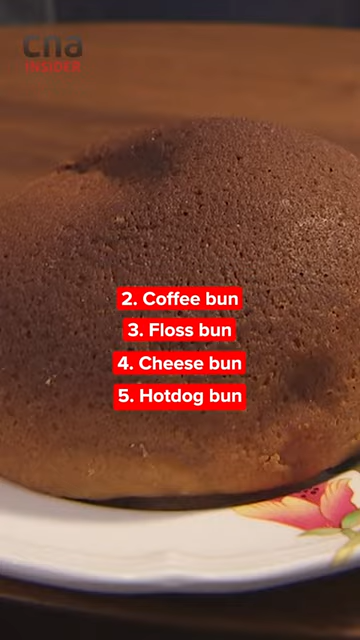 cna
INSIDER
2. Coffee bun
3. Floss bun
4. Cheese bun
5. Hotdog bun